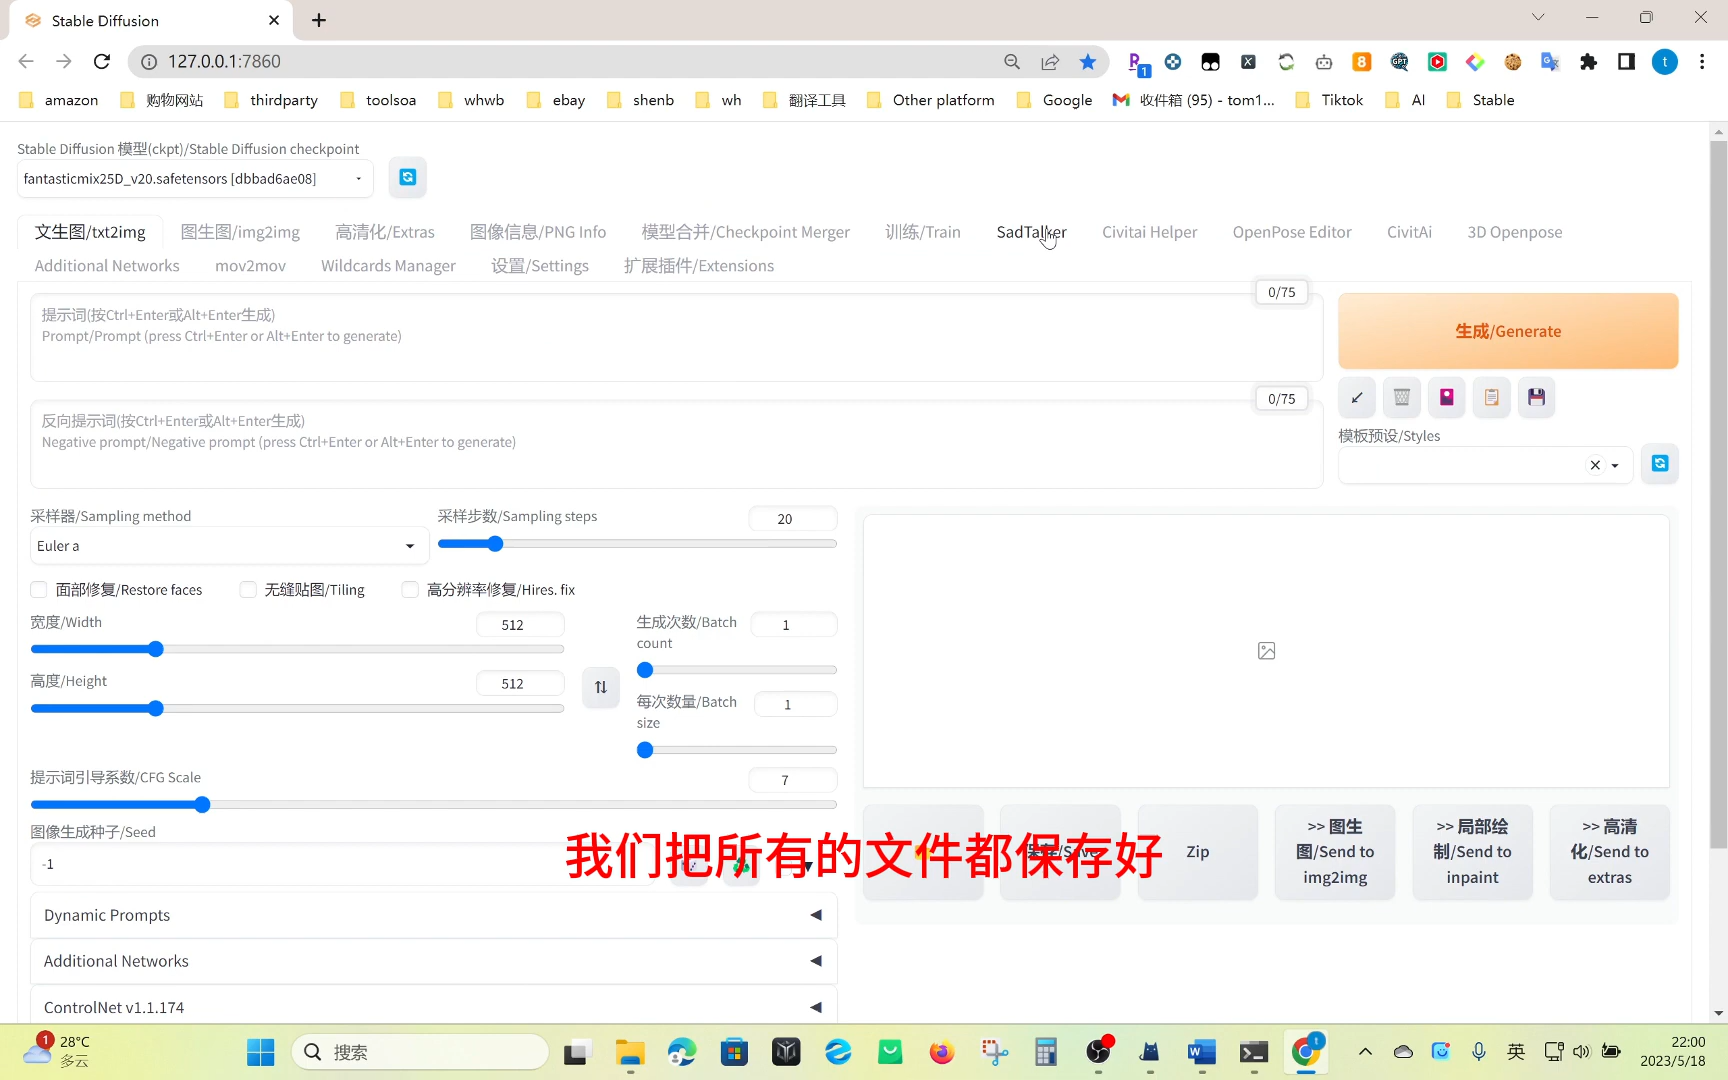 Stable Diffusion
127.0.0.1:7860
1
t
amazon 购物网站 thirdparty toolsoa whwb ebay shenb wh 翻译工具 Other platform Google 收件箱 (95) - tom1... Tiktok AI Stable
Stable Diffusion 模型(ckpt)/Stable Diffusion checkpoint
fantasticmix25D_v20.safetensors [dbbad6ae08]
文生图/txt2img 图生图/img2img 高清化/Extras 图像信息/PNG Info 模型合并/Checkpoint Merger 训练/Train SadTalker Civitai Helper OpenPose Editor CivitAi 3D Openpose
Additional Networks mov2mov Wildcards Manager 设置/Settings 扩展插件/Extensions
0/75
提示词(按Ctrl+Enter或Alt+Enter生成)
Prompt/Prompt (press Ctrl+Enter or Alt+Enter to generate)
生成/Generate
0/75
反向提示词(按Ctrl+Enter或Alt+Enter生成)
Negative prompt/Negative prompt (press Ctrl+Enter or Alt+Enter to generate)
模板预设/Styles
采样器/Sampling method
Euler a
采样步数/Sampling steps
20
面部修复/Restore faces 无缝贴图/Tiling 高分辨率修复/Hires. fix
宽度/Width
512
高度/Height
512
生成次数/Batch count
1
每次数量/Batch size
1
提示词引导系数/CFG Scale
7
图像生成种子/Seed
-1
我们把所有的文件都保存好
保存/Save
Zip
>> 图生
图/Send to
img2img
>> 局部绘
制/Send to
inpaint
>> 高清
化/Send to
extras
Dynamic Prompts
Additional Networks
ControlNet v1.1.174
1
28°C
多云
搜索
t
英
22:00
2023/5/18